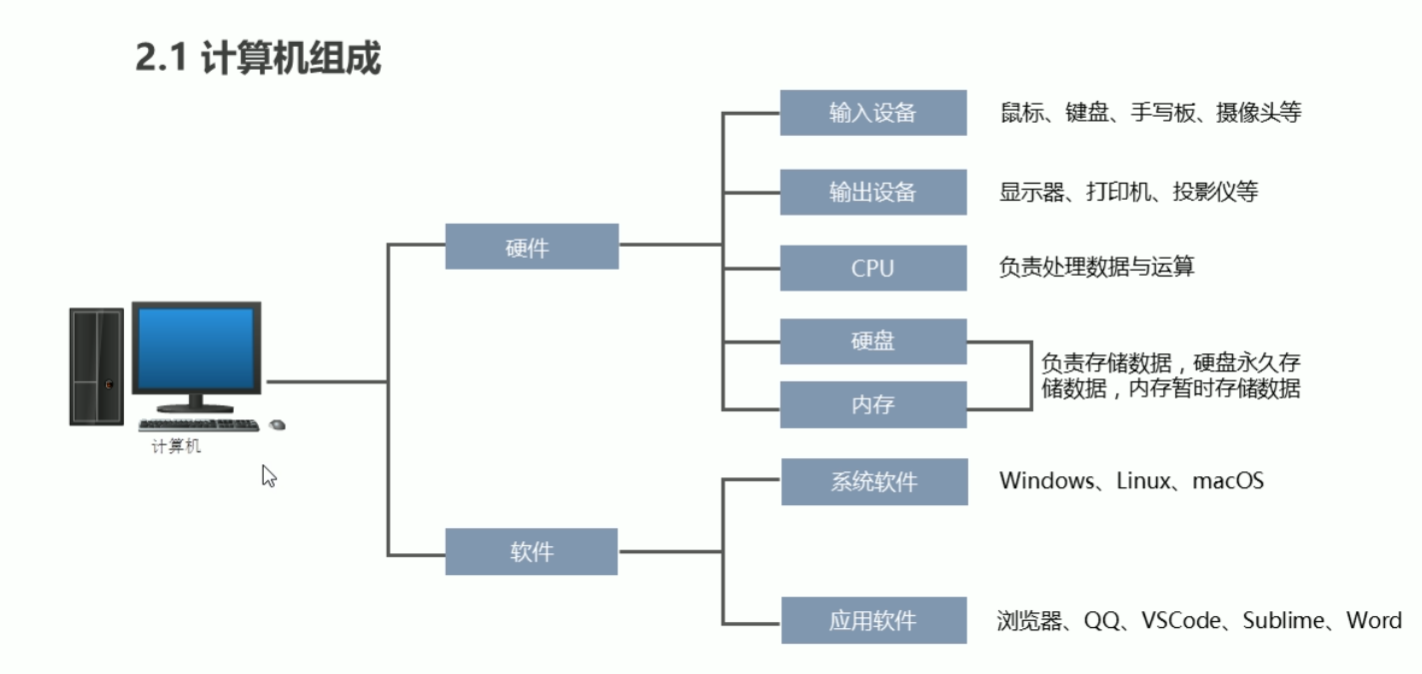 2.1 计算机组成
输入设备
鼠标、键盘、手写板、摄像头等
输出设备
显示器、打印机、投影仪等
硬件
CPU
负责处理数据与运算
硬盘
内存
负责存储数据，硬盘永久存
储数据，内存暂时存储数据
计算机
系统软件
Windows、Linux、macOS
软件
应用软件
浏览器、QQ、VSCode、Sublime、Word